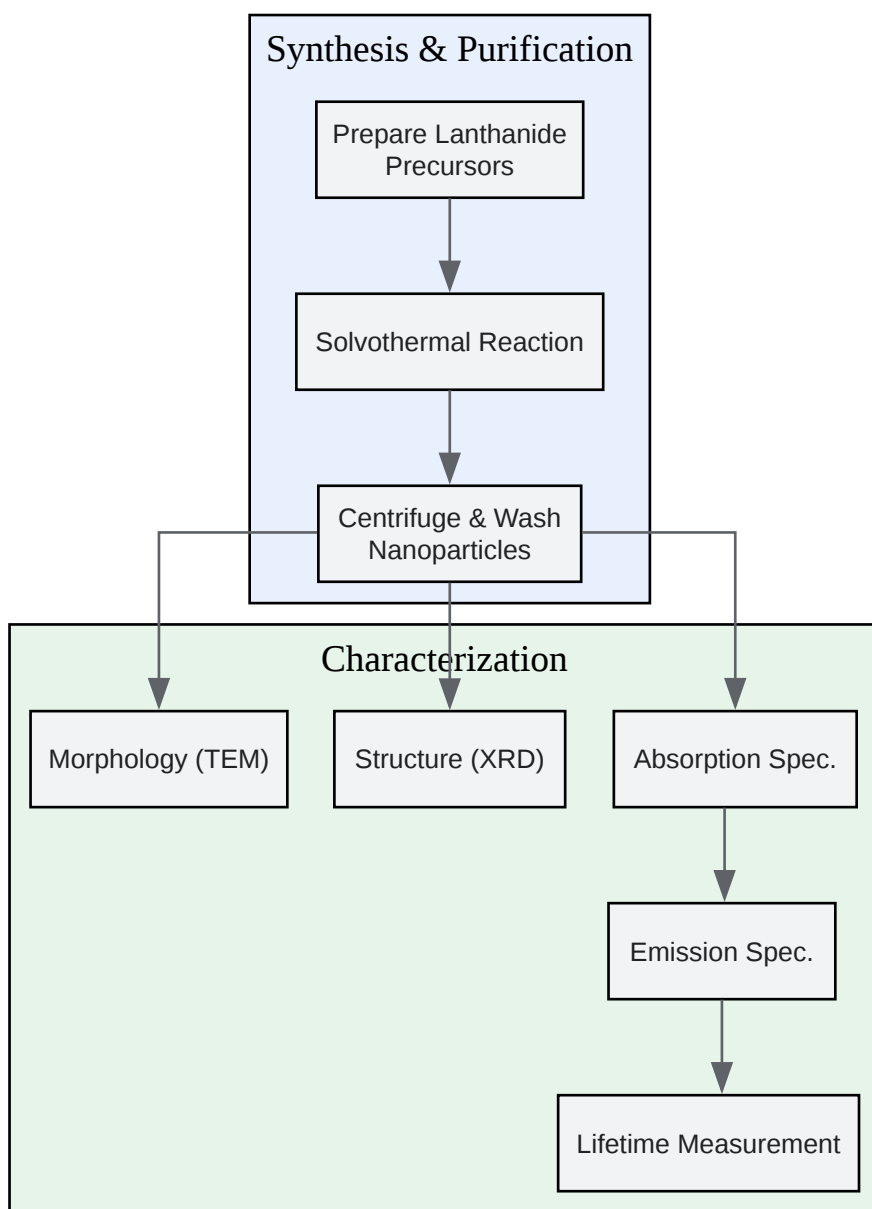 Synthesis & Purification
Prepare Lanthanide
Precursors
Solvothermal Reaction
Centrifuge & Wash
Nanoparticles
Characterization
Morphology (TEM)
Structure (XRD)
Absorption Spec.
Emission Spec.
Lifetime Measurement